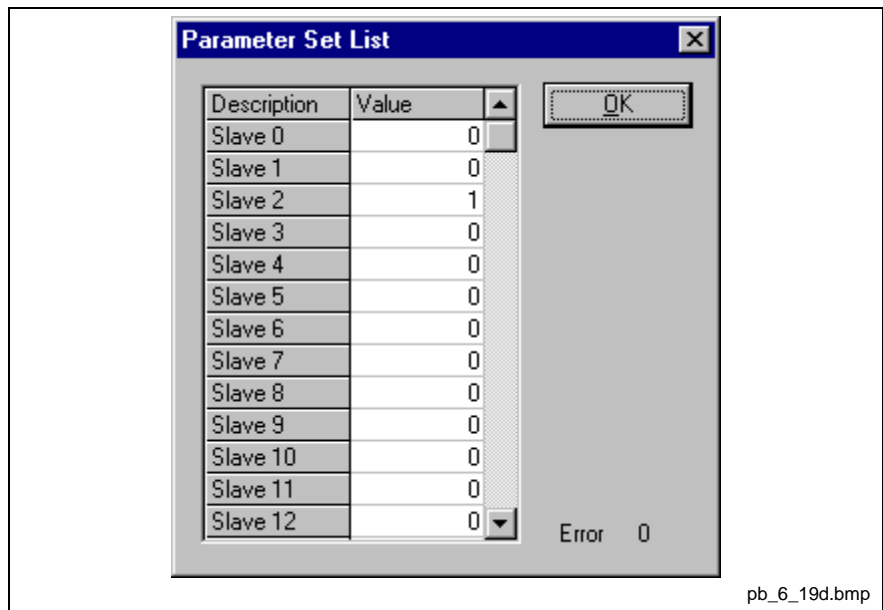 Parameter Set List
Description Value
OK
Slave 0 0
Slave 1 0
Slave 2 1
Slave 3 0
Slave 4 0
Slave 5 0
Slave 6 0
Slave 7 0
Slave 8 0
Slave 9 0
Slave 10 0
Slave 11 0
Slave 12 0
Error 0
pb_6_19d.bmp